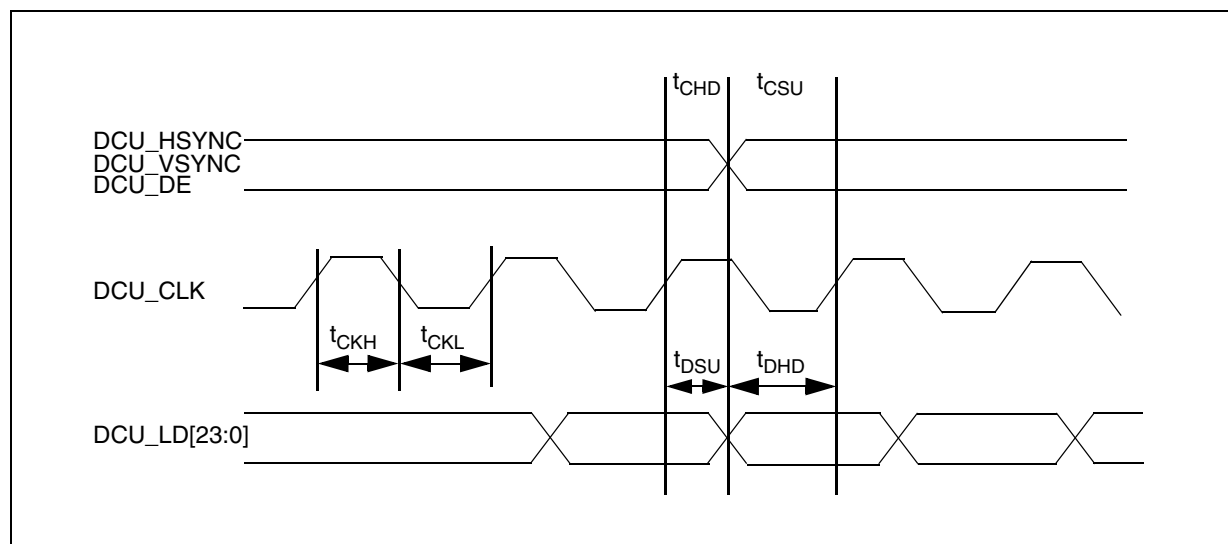 tCHD tCSU
DCU_HSYNC
DCU_VSYNC
DCU_DE
DCU_CLK
tCKH tCKL
tDSU tDHD
DCU_LD[23:0]